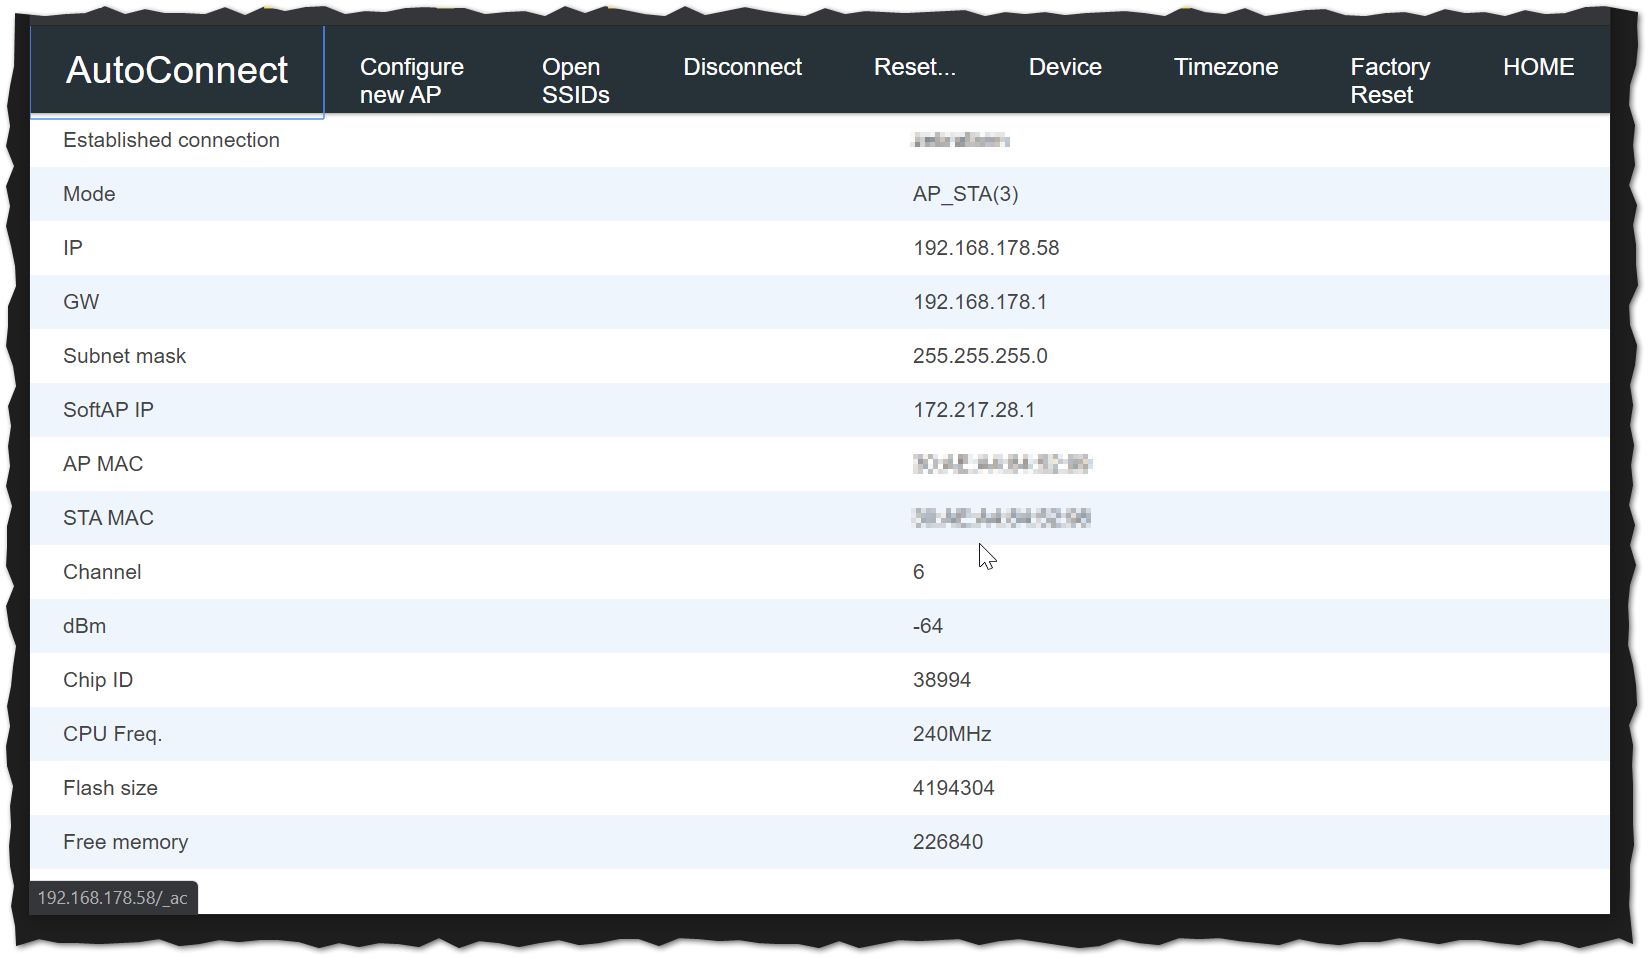 AutoConnect
Configure
new AP
Open
SSIDs
Disconnect
Reset...
Device
Timezone
Factory
Reset
HOME
Established connection
Mode AP_STA(3)
IP 192.168.178.58
GW 192.168.178.1
Subnet mask 255.255.255.0
SoftAP IP 172.217.28.1
AP MAC
STA MAC
Channel 6
dBm -64
Chip ID 38994
CPU Freq. 240MHz
Flash size 4194304
Free memory 226840
192.168.178.58/_ac